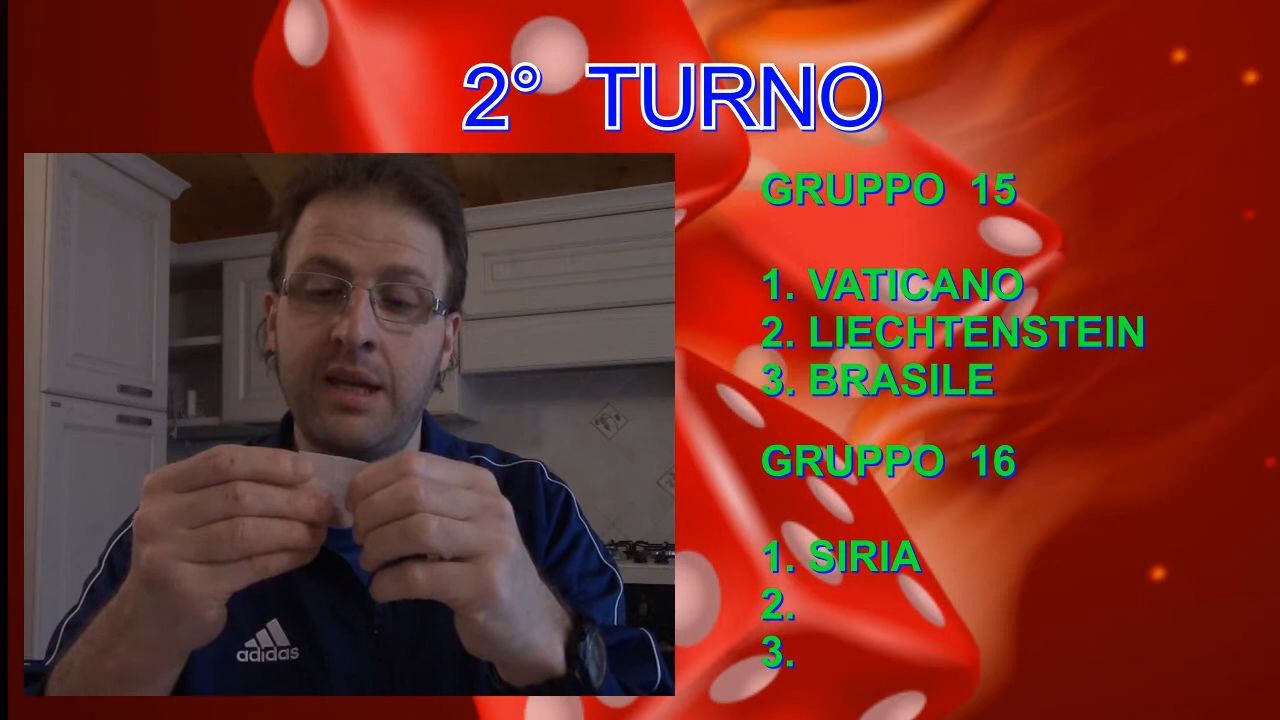 2° TURNO
GRUPPO 15
1. VATICANO
2. LIECHTENSTEIN
3. BRASILE
GRUPPO 16
1. SIRIA
2.
3.
adidas